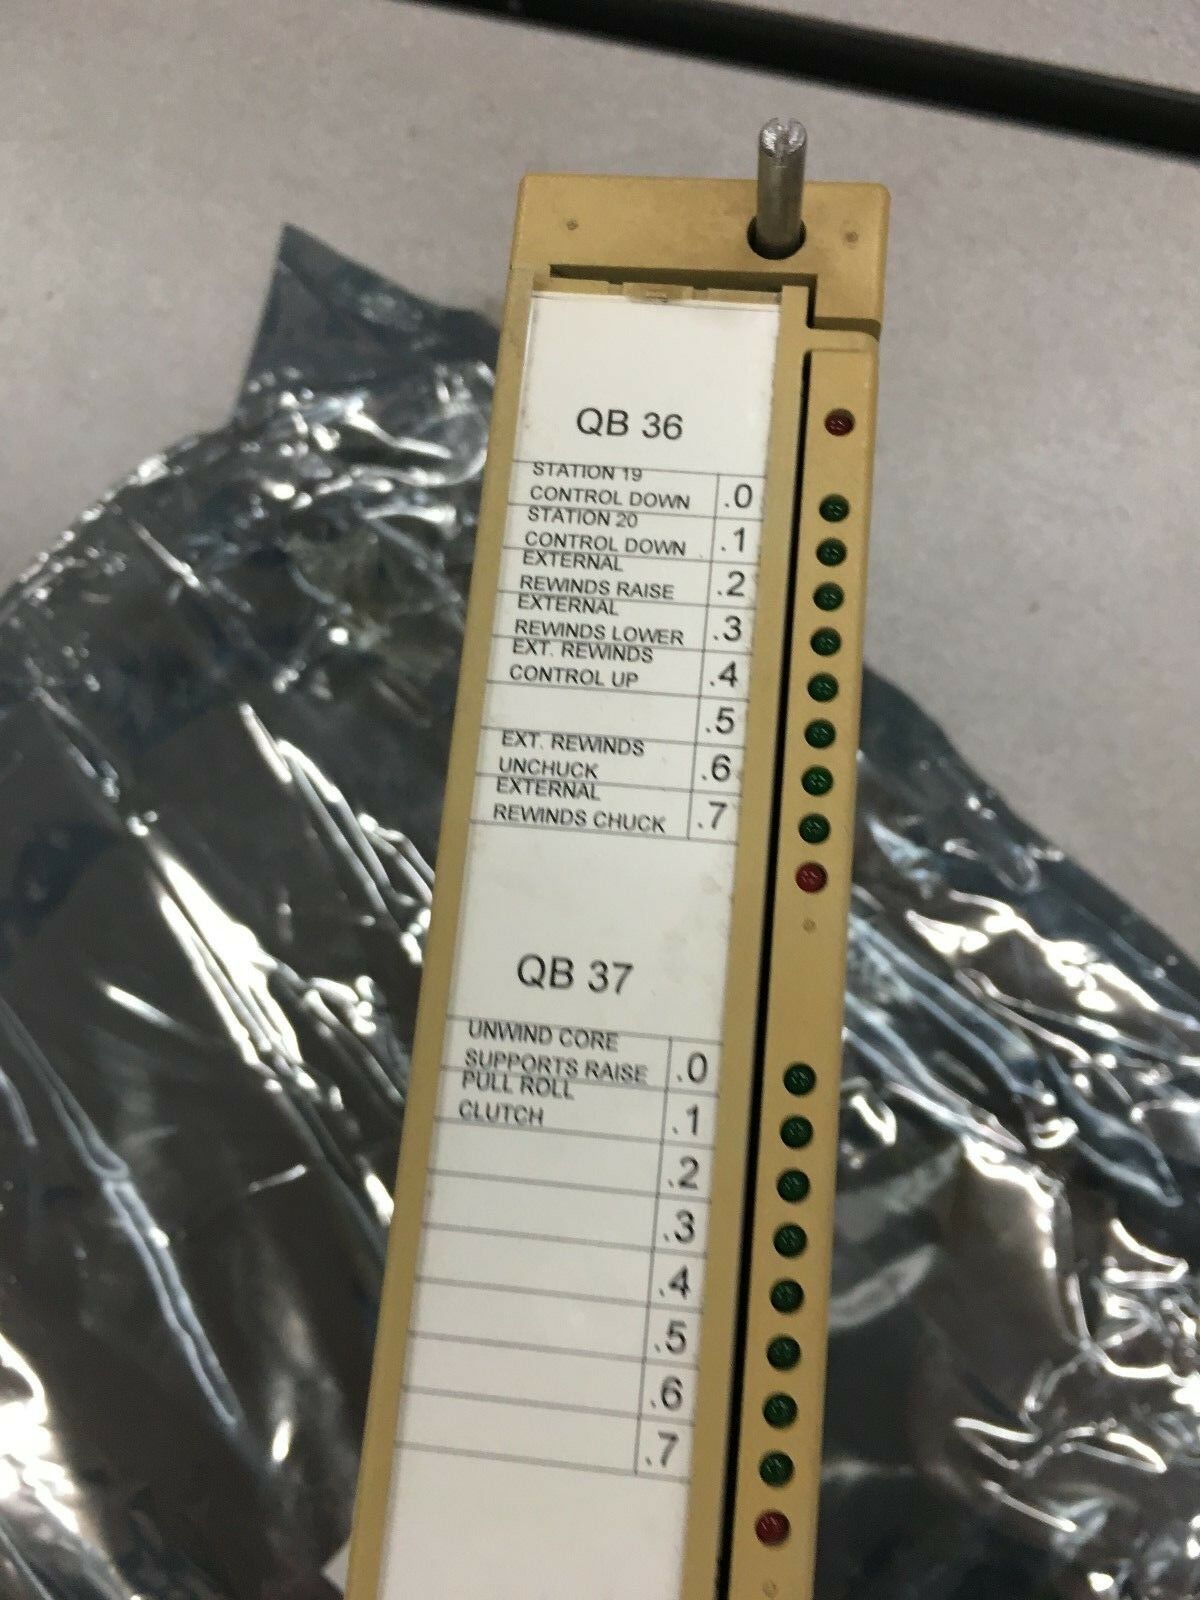 QB 36
STATION 19
CONTROL DOWN .0
STATION 20
CONTROL DOWN .1
EXTERNAL
REWINDS RAISE .2
EXTERNAL
REWINDS LOWER .3
EXT. REWINDS
CONTROL UP .4
.5
EXT. REWINDS
UNCHUCK .6
EXTERNAL
REWINDS CHUCK .7
QB 37
UNWIND CORE
SUPPORTS RAISE .0
PULL ROLL
CLUTCH .1
.2
.3
.4
.5
.6
.7